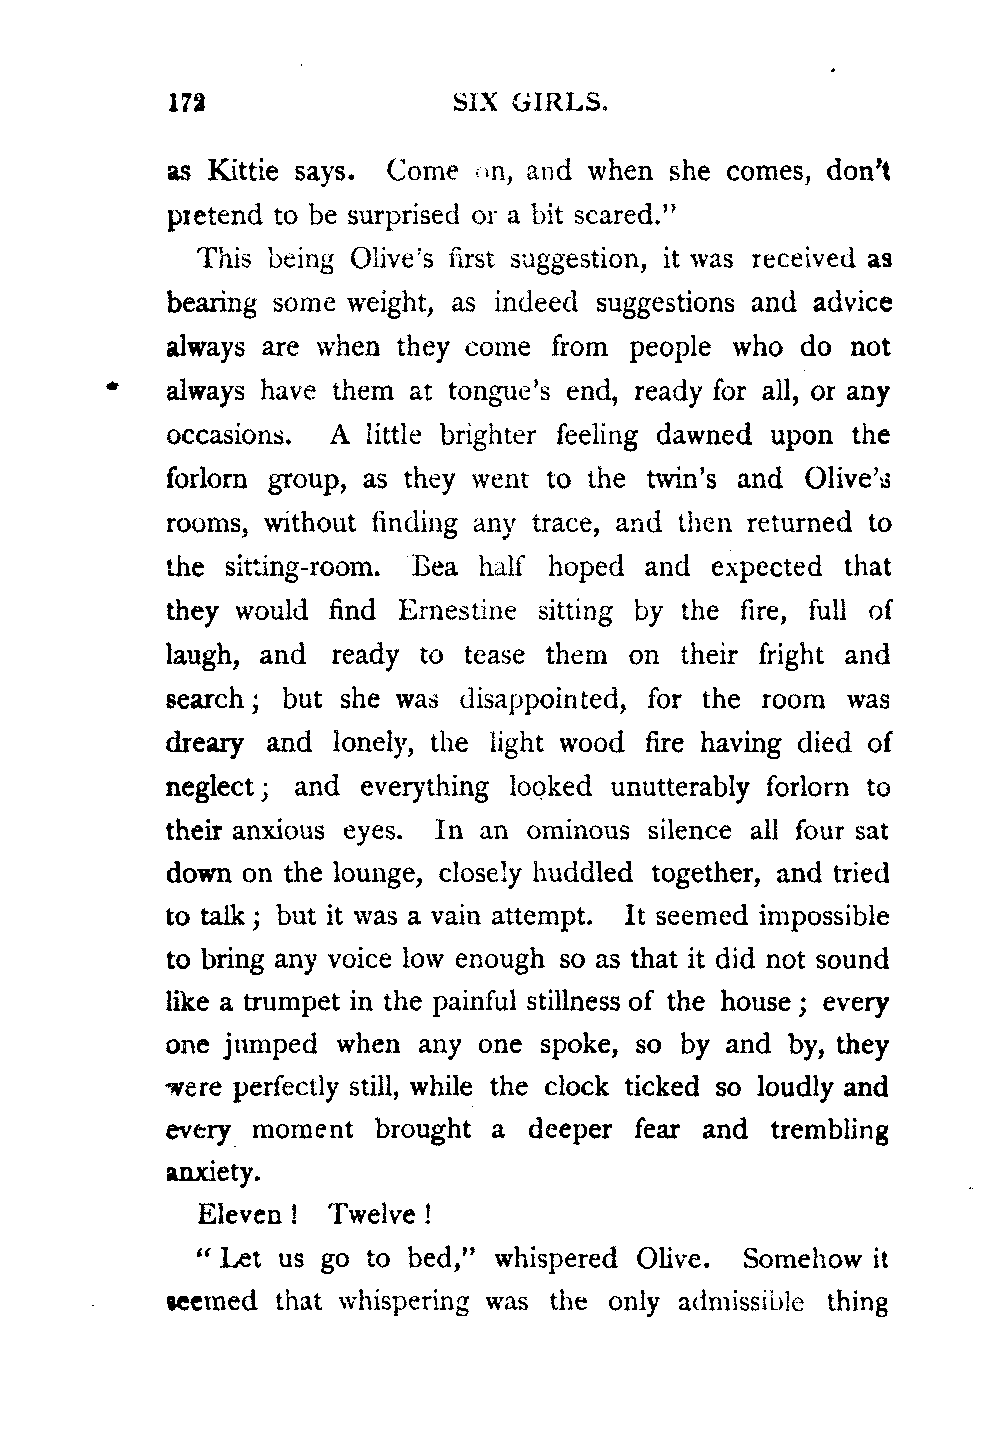 172 SIX GIRLS.
as Kittie says. Come on, and when she comes, don't
pretend to be surprised or a bit scared."
This being Olive's first suggestion, it was received as
bearing some weight, as indeed suggestions and advice
always are when they come from people who do not
always have them at tongue's end, ready for all, or any
occasions. A little brighter feeling dawned upon the
forlorn group, as they went to the twin's and Olive's
rooms, without finding any trace, and then returned to
the sitting-room. Bea half hoped and expected that
they would find Ernestine sitting by the fire, full of
laugh, and ready to tease them on their fright and
search; but she was disappointed, for the room was
dreary and lonely, the light wood fire having died of
neglect; and everything looked unutterably forlorn to
their anxious eyes. In an ominous silence all four sat
down on the lounge, closely huddled together, and tried
to talk; but it was a vain attempt. It seemed impossible
to bring any voice low enough so as that it did not sound
like a trumpet in the painful stillness of the house; every
one jumped when any one spoke, so by and by, they
were perfectly still, while the clock ticked so loudly and
every moment brought a deeper fear and trembling
anxiety.
Eleven! Twelve!
"Let us go to bed," whispered Olive. Somehow it
seemed that whispering was the only admissible thing